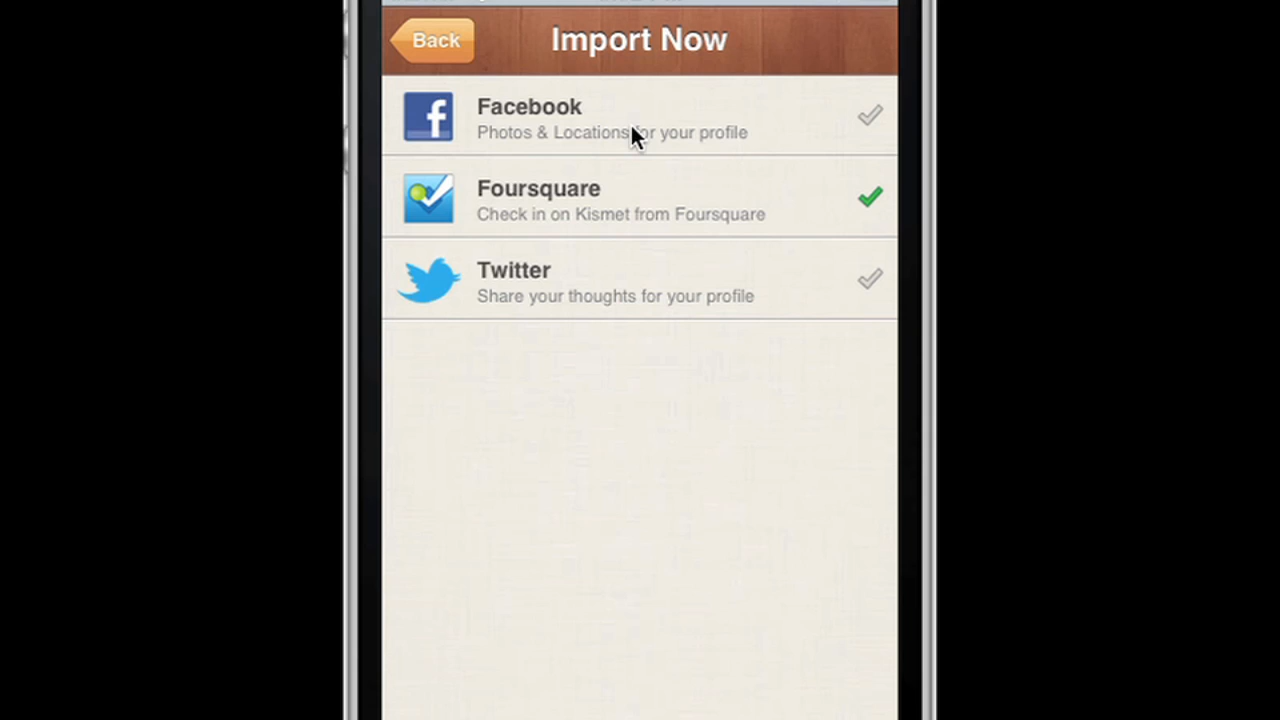 Back
Import Now
Facebook
Photos & Locations for your profile
Foursquare
Check in on Kismet from Foursquare
Twitter
Share your thoughts for your profile